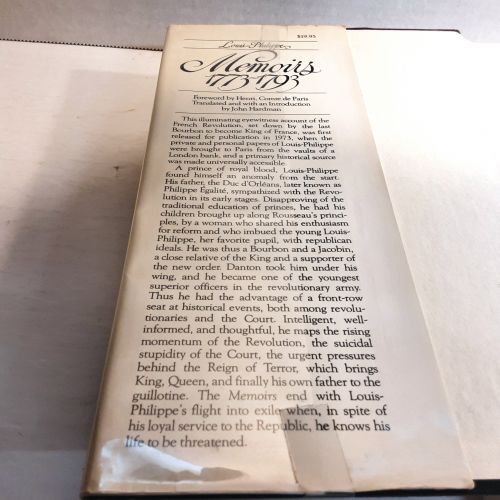 $19.95
Louis-Philippe
Memoirs
1773-1793
Foreword by Henri, Comte de Paris
Translated and with an Introduction
by John Hardman
This illuminating eyewitness account of the
French Revolution, set down by the last
Bourbon to become King of France, was first
released for publication in 1973, when the
private and personal papers of Louis-Philippe
were brought to Paris from the vaults of a
London bank, and a primary historical source
was made universally accessible.
A prince of royal blood, Louis-Philippe
found himself an anomaly from the start.
His father, the Duc d'Orléans, later known as
Philippe Égalité, sympathized with the Revo-
lution in its early stages. Disapproving of the
traditional education of princes, he had his
children brought up along Rousseau's princi-
ples, by a woman who shared his enthusiasm
for reform and who imbued the young Louis-
Philippe, her favorite pupil, with republican
ideals. He was thus a Bourbon and a Jacobin,
a close relative of the King and a supporter of
the new order. Danton took him under his
wing, and he became one of the youngest
superior officers in the revolutionary army.
Thus he had the advantage of a front-row
seat at historical events, both among revolu-
tionaries and the Court. Intelligent, well-
informed, and thoughtful, he maps the rising
momentum of the Revolution, the suicidal
stupidity of the Court, the urgent pressures
behind the Reign of Terror, which brings
King, Queen, and finally his own father to the
guillotine. The Memoirs end with Louis-
Philippe's flight into exile when, in spite of
his loyal service to the Republic, he knows his
life to be threatened.